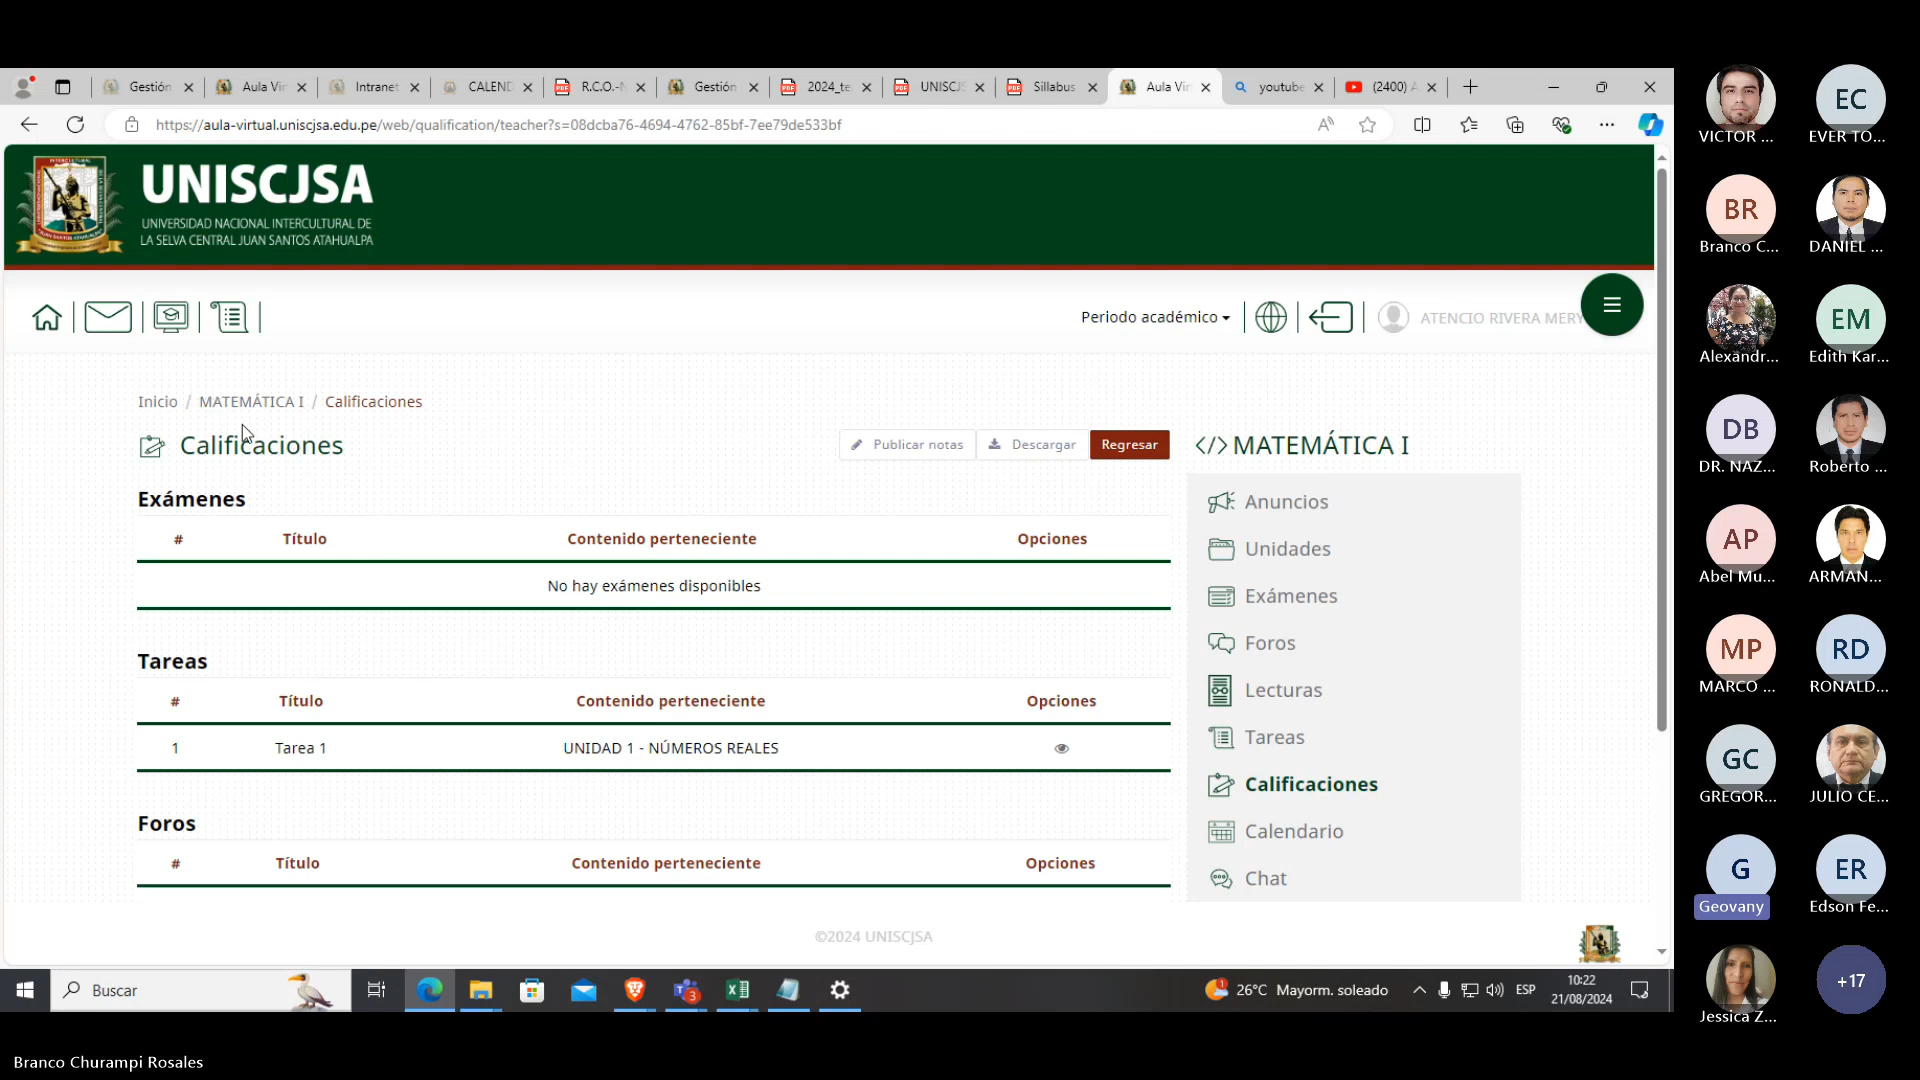 Gestión
Aula Vir
Intranet
CALEND
R.C.O.-
Gestión
2024_te
UNISCJS
Sillabus
Aula Vir
youtube
(2400)
https://aula-virtual.uniscjsa.edu.pe/web/qualification/teacher?s=08dcba76-4694-4762-85bf-7ee79de533bf
UNISCJSA
UNIVERSIDAD NACIONAL INTERCULTURAL DE
LA SELVA CENTRAL JUAN SANTOS ATAHUALPA
Periodo académico
ATENCIO RIVERA MERY
Inicio / MATEMÁTICA I / Calificaciones
Calificaciones
Publicar notas
Descargar
Regresar
Exámenes
# Título Contenido perteneciente Opciones
No hay exámenes disponibles
Tareas
# Título Contenido perteneciente Opciones
1 Tarea 1 UNIDAD 1 - NÚMEROS REALES
Foros
# Título Contenido perteneciente Opciones
</> MATEMÁTICA I
Anuncios
Unidades
Exámenes
Foros
Lecturas
Tareas
Calificaciones
Calendario
Chat
©2024 UNISCJSA
Buscar
3
1
26°C Mayorm. soleado
ESP
10:22
21/08/2024
VICTOR ...
EC
EVER TO...
BR
Branco C...
DANIEL ...
Alexandr...
EM
Edith Kar...
DB
DR. NAZ...
Roberto ...
AP
Abel Mu...
ARMAN...
MP
MARCO ...
RD
RONALD...
GC
GREGOR...
JULIO CE...
G
Geovany
ER
Edson Fe...
Jessica Z...
+17
Branco Churampi Rosales